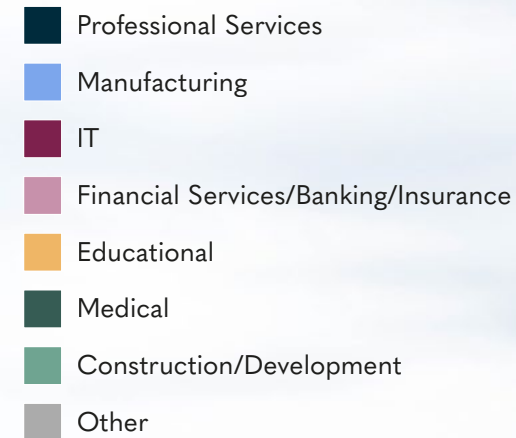 Professional Services
Manufacturing
IT
Financial Services/Banking/Insurance
Educational
Medical
Construction/Development
Other